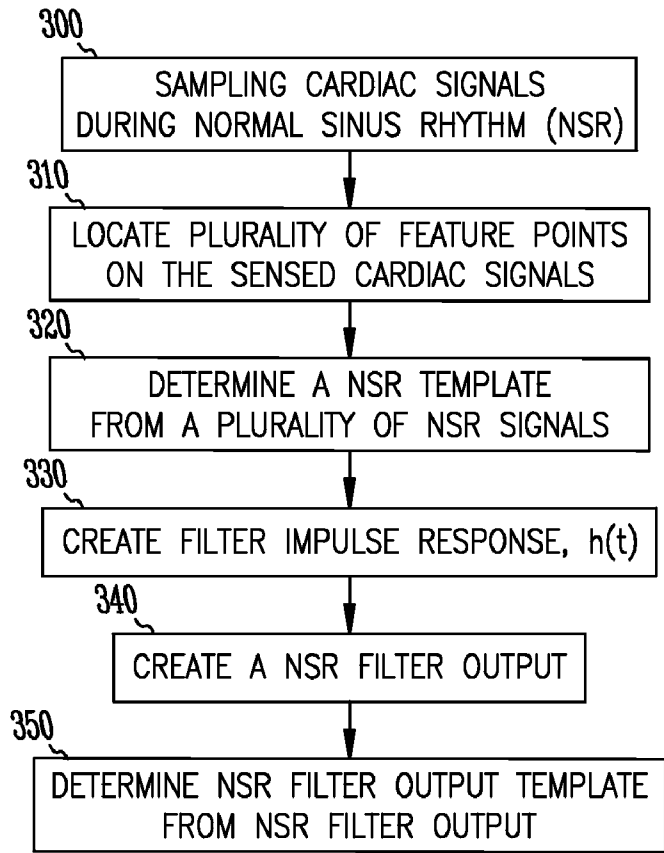 300
SAMPLING CARDIAC SIGNALS
DURING NORMAL SINUS RHYTHM (NSR)
310
LOCATE PLURALITY OF FEATURE POINTS
ON THE SENSED CARDIAC SIGNALS
320
DETERMINE A NSR TEMPLATE
FROM A PLURALITY OF NSR SIGNALS
330
CREATE FILTER IMPULSE RESPONSE, h(t)
340
CREATE A NSR FILTER OUTPUT
350
DETERMINE NSR FILTER OUTPUT TEMPLATE
FROM NSR FILTER OUTPUT